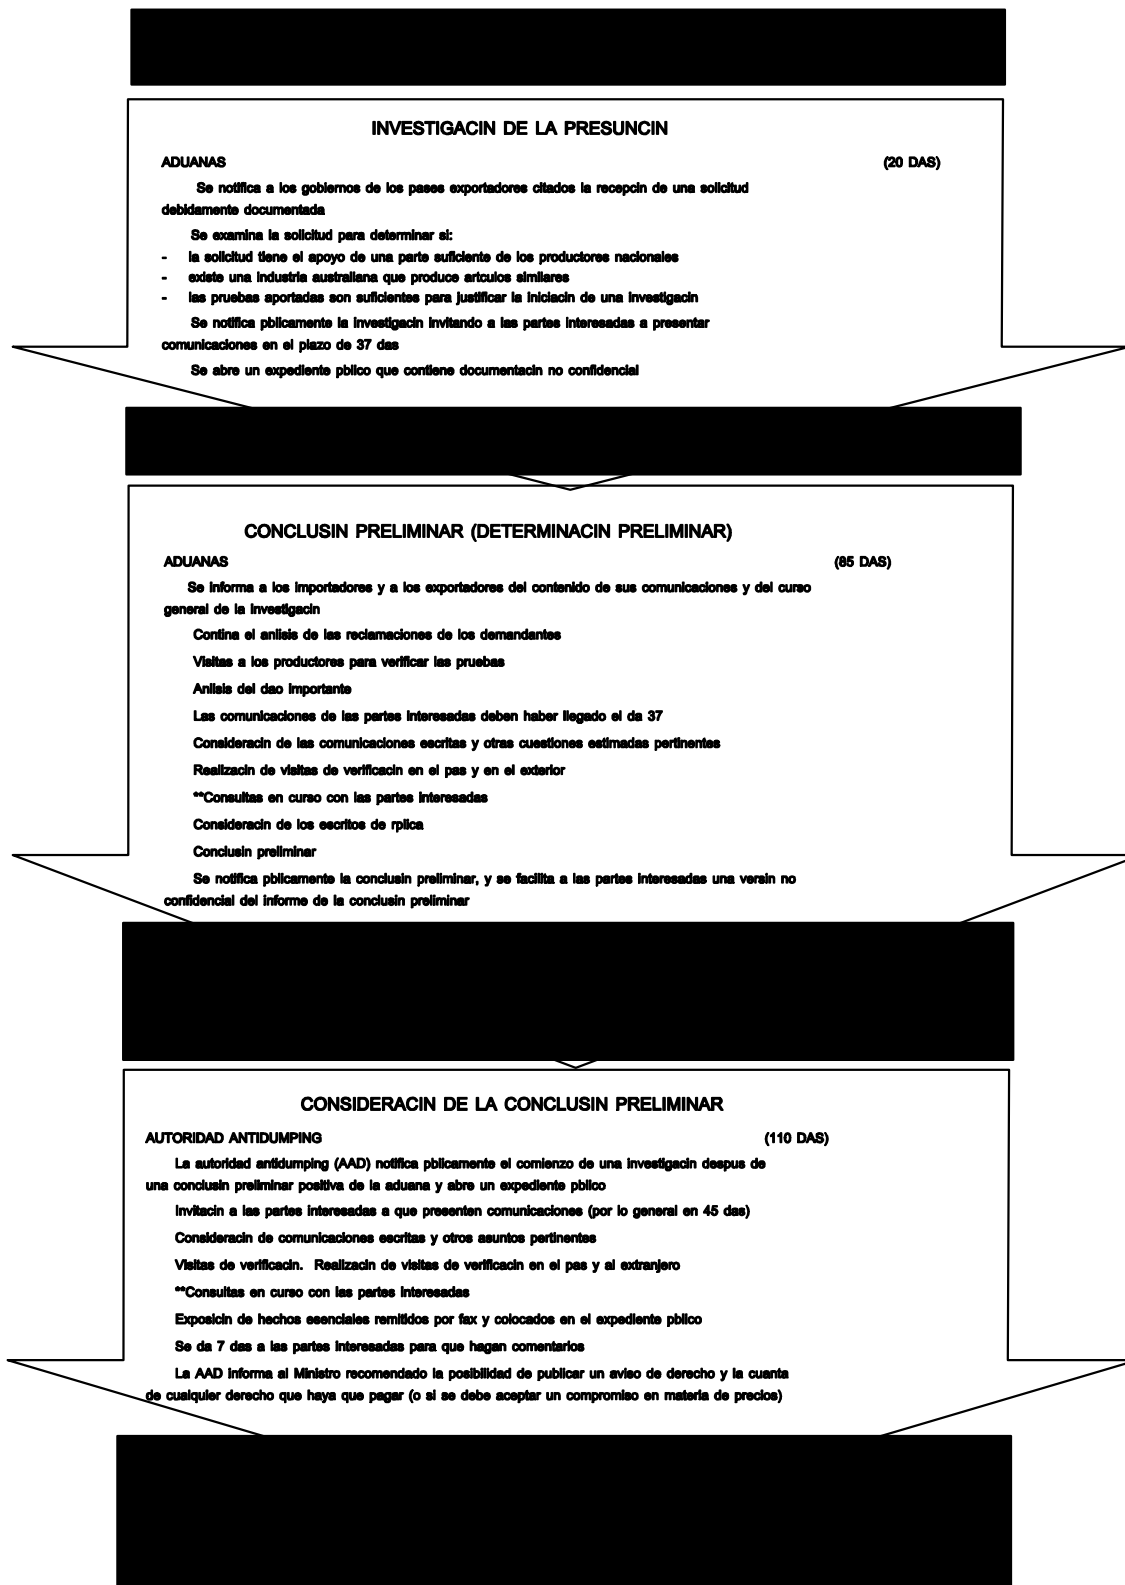 INVESTIGACIN DE LA PRESUNCIN
ADUANAS (20 DAS)
Se notifica a los gobiernos de los pases exportadores citados la recepcin de una solicitud
debidamente documentada
Se examina la solicitud para determinar si:
- la solicitud tiene el apoyo de una parte suficiente de los productores nacionales
- existe una industria australiana que produce artculos similares
- las pruebas aportadas son suficientes para justificar la iniciacin de una investigacin
Se notifica pblicamente la investigacin invitando a las partes interesadas a presentar
comunicaciones en el plazo de 37 das
Se abre un expediente pblico que contiene documentacin no confidencial
CONCLUSIN PRELIMINAR (DETERMINACIN PRELIMINAR)
ADUANAS (85 DAS)
Se informa a los importadores y a los exportadores del contenido de sus comunicaciones y del curso
general de la investigacin
Contina el anlisis de las reclamaciones de los demandantes
Visitas a los productores para verificar las pruebas
Anlisis del dao importante
Las comunicaciones de las partes interesadas deben haber llegado el da 37
Consideracin de las comunicaciones escritas y otras cuestiones estimadas pertinentes
Realizacin de visitas de verificacin en el pas y en el exterior
**Consultas en curso con las partes interesadas
Consideracin de los escritos de rplica
Conclusin preliminar
Se notifica pblicamente la conclusin preliminar, y se facilita a las partes interesadas una versin no
confidencial del informe de la conclusin preliminar
CONSIDERACIN DE LA CONCLUSIN PRELIMINAR
AUTORIDAD ANTIDUMPING (110 DAS)
La autoridad antidumping (AAD) notifica pblicamente el comienzo de una investigacin despus de
una conclusin preliminar positiva de la aduana y abre un expediente pblico
Invitacin a las partes interesadas a que presenten comunicaciones (por lo general en 45 das)
Consideracin de comunicaciones escritas y otros asuntos pertinentes
Visitas de verificacin. Realizacin de visitas de verificacin en el pas y al extranjero
**Consultas en curso con las partes interesadas
Exposicin de hechos esenciales remitidos por fax y colocados en el expediente pblico
Se da 7 das a las partes interesadas para que hagan comentarios
La AAD informa al Ministro recomendado la posibilidad de publicar un aviso de derecho y la cuanta
de cualquier derecho que haya que pagar (o si se debe aceptar un compromiso en materia de precios)